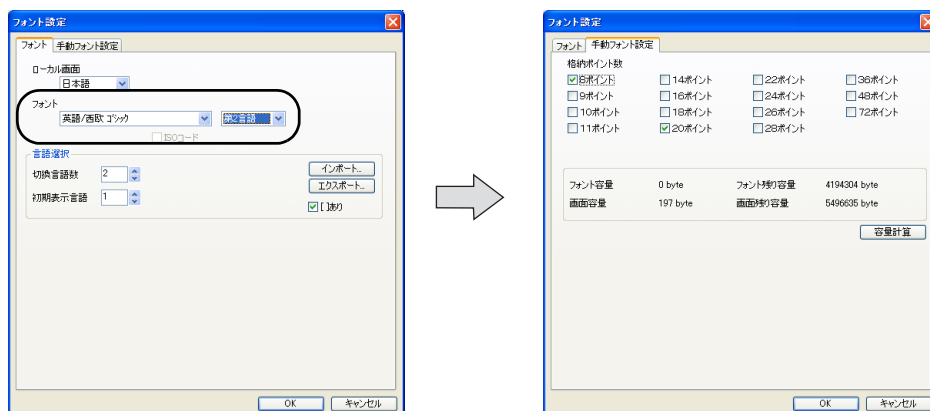 フォント設定
フォント 手動フォント設定
ローカル画面
日本語
フォント
英語/西欧 ゴシック 第2言語
ISOコード
言語選択
切換言語数 2 インポート...
エクスポート...
初期表示言語 1
[ ]あり
OK キャンセル
フォント設定
フォント 手動フォント設定
格納ポイント数
8ポイント 14ポイント 22ポイント 36ポイント
9ポイント 16ポイント 24ポイント 48ポイント
10ポイント 18ポイント 26ポイント 72ポイント
11ポイント 20ポイント 28ポイント
フォント容量 0 byte フォント残り容量 4194304 byte
画面容量 197 byte 画面残り容量 5496635 byte
容量計算
OK キャンセル